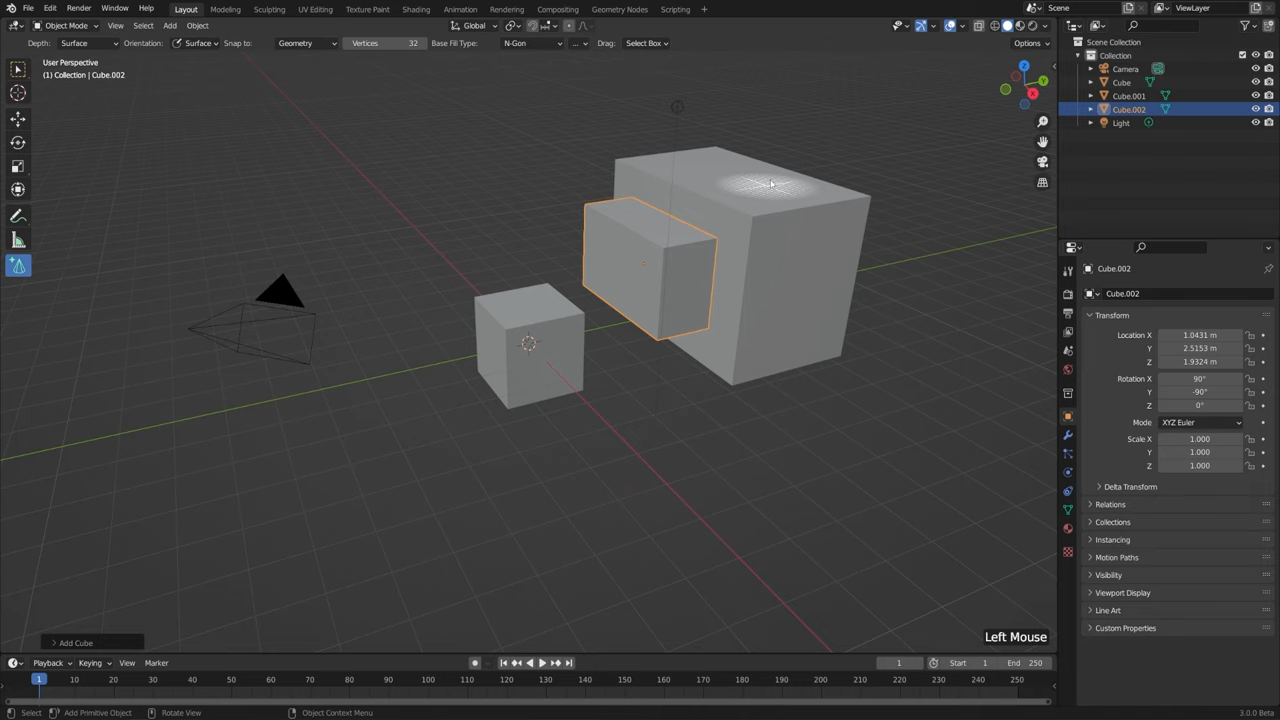 File Edit Render Window Help Layout Modeling Sculpting UV Editing Texture Paint Shading Animation Rendering Compositing Geometry Nodes Scripting Scene ViewLayer
Object Mode View Select Add Object Global
Depth: Surface Orientation: Surface Snap to: Geometry Vertices 32 Base Fill Type: N-Gon ... Drag: Select Box Options
User Perspective
(1) Collection | Cube.002
Z
Y
X
Scene Collection
Collection
Camera
Cube
Cube.001
Cube.002
Light
Cube.002
Cube.002
Transform
Location X 1.0431 m
Y 2.5153 m
Z 1.9324 m
Rotation X 90°
Y -90°
Z 0°
Mode XYZ Euler
Scale X 1.000
Y 1.000
Z 1.000
Delta Transform
Relations
Collections
Instancing
Motion Paths
Visibility
Viewport Display
Line Art
Custom Properties
Left Mouse
Add Cube
Playback Keying View Marker 1 Start 1 End 250
1 10 20 30 40 50 60 70 80 90 100 110 120 130 140 150 160 170 180 190 200 210 220 230 240 250
Select Add Primitive Object Rotate View Object Context Menu 3.0.0 Beta